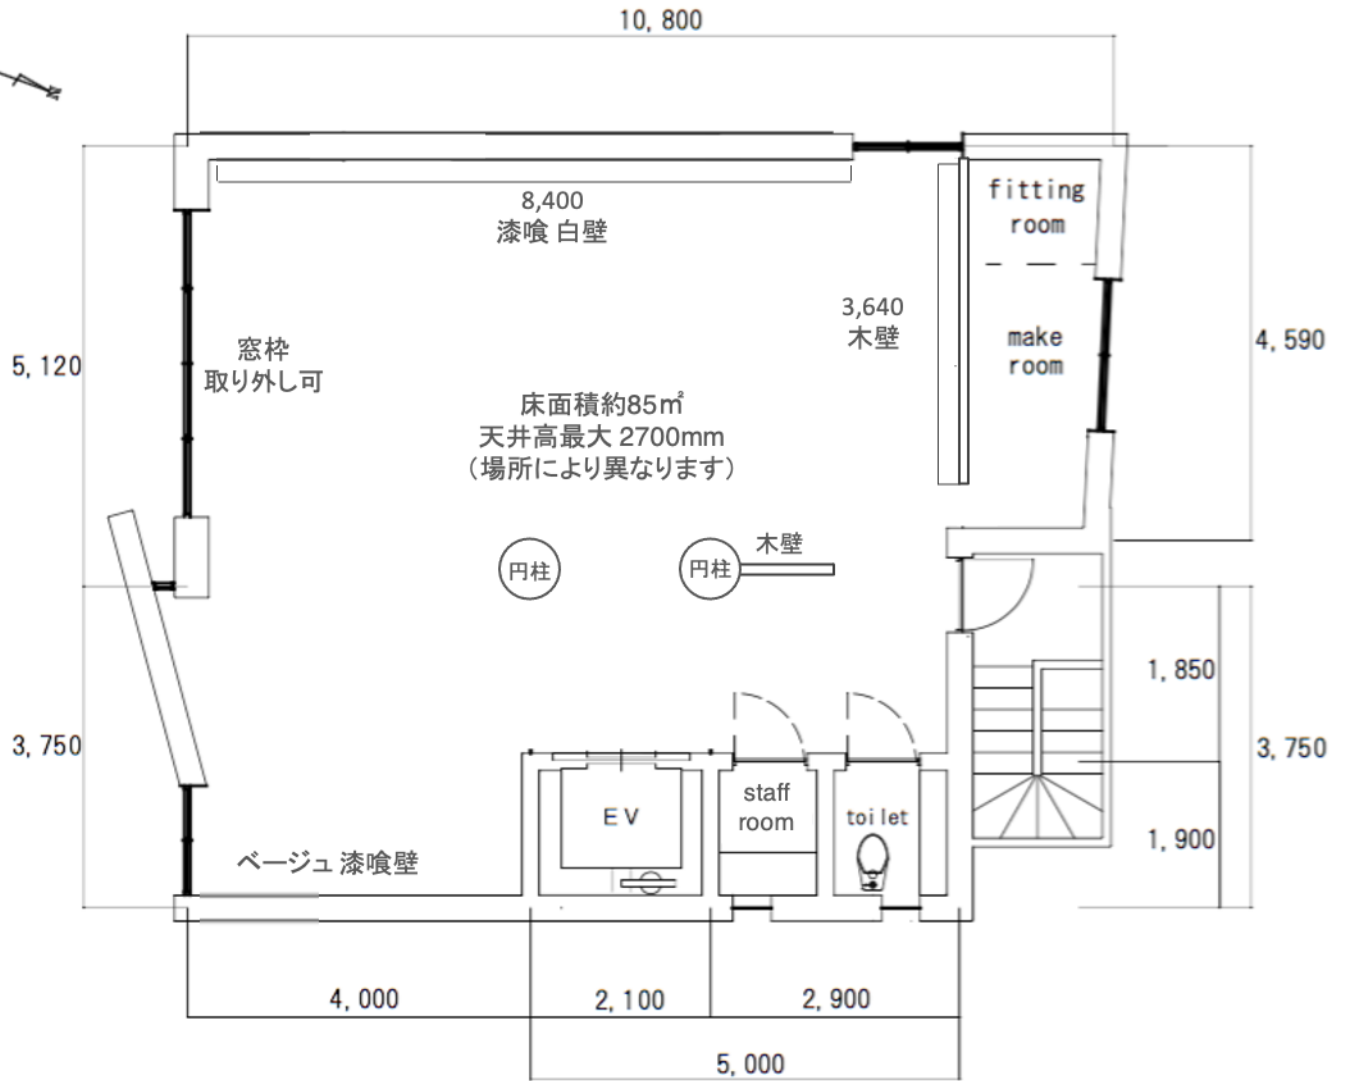 10,800
N
8,400
漆喰 白壁
fitting
room
3,640
木壁
make
room
4,590
5,120
窓枠
取り外し可
床面積約85㎡
天井高最大 2700mm
（場所により異なります）
円柱
円柱
木壁
1,850
3,750
3,750
EV
staff
room
toilet
1,900
ベージュ 漆喰壁
4,000
2,100
2,900
5,000